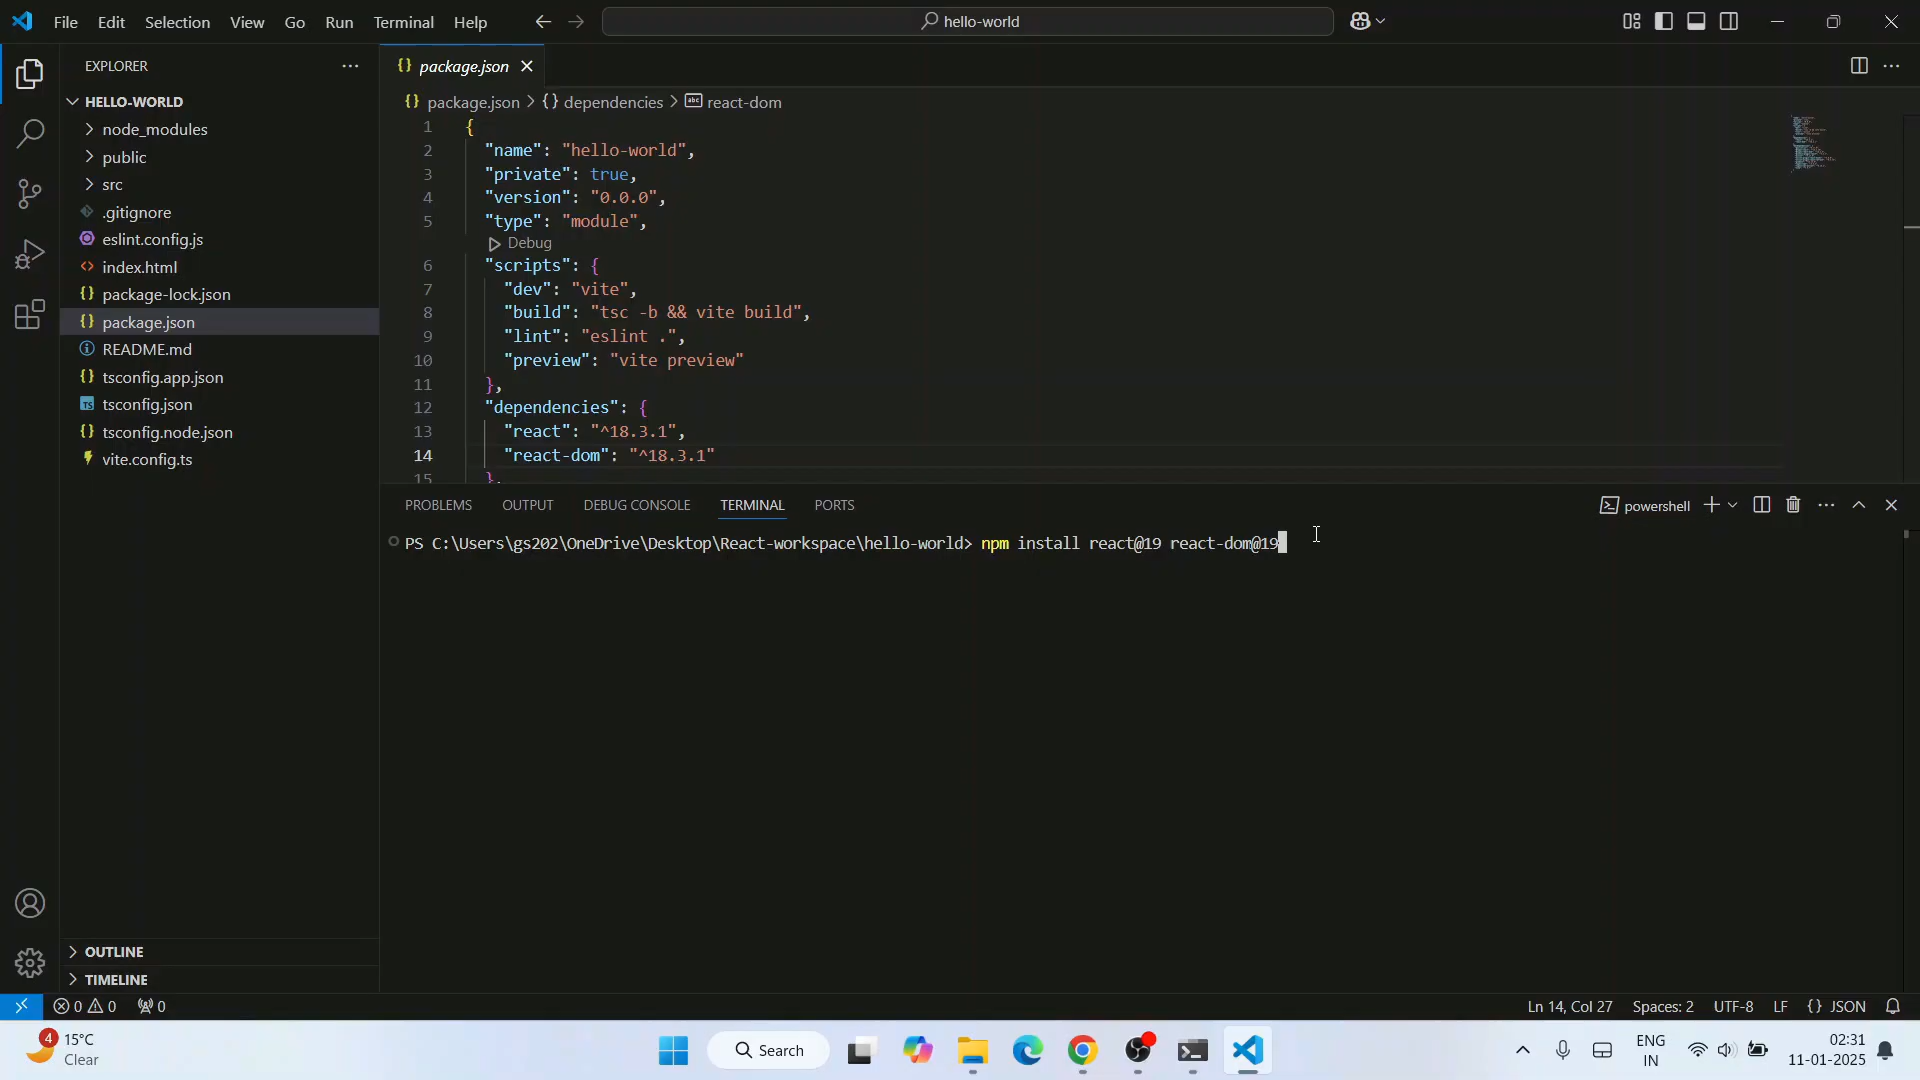 File Edit Selection View Go Run Terminal Help
hello-world
EXPLORER
HELLO-WORLD
node_modules
public
src
.gitignore
eslint.config.js
index.html
package-lock.json
package.json
README.md
tsconfig.app.json
tsconfig.json
tsconfig.node.json
vite.config.ts
OUTLINE
TIMELINE
package.json
package.json > {} dependencies > react-dom
1 {
2 "name": "hello-world",
3 "private": true,
4 "version": "0.0.0",
5 "type": "module",
Debug
6 "scripts": {
7 "dev": "vite",
8 "build": "tsc -b && vite build",
9 "lint": "eslint .",
10 "preview": "vite preview"
11 },
12 "dependencies": {
13 "react": "^18.3.1",
14 "react-dom": "^18.3.1"
15 },
PROBLEMS OUTPUT DEBUG CONSOLE TERMINAL PORTS
powershell
PS C:\Users\gs202\OneDrive\Desktop\React-workspace\hello-world> npm install react@19 react-dom@19
0 0 0
Ln 14, Col 27 Spaces: 2 UTF-8 LF {} JSON
4
15°C
Clear
Search
ENG
IN
02:31
11-01-2025